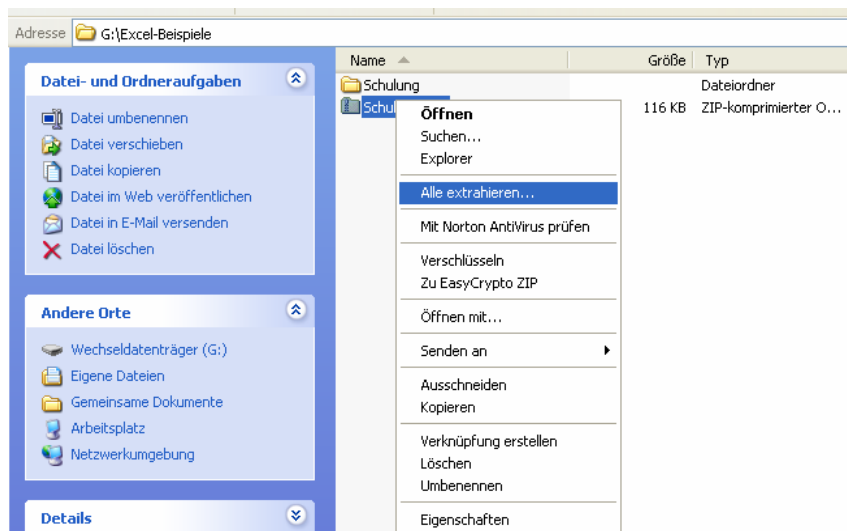 Adresse G:\Excel-Beispiele
Name Größe Typ
Datei- und Ordneraufgaben
Datei umbenennen
Datei verschieben
Datei kopieren
Datei im Web veröffentlichen
Datei in E-Mail versenden
Datei löschen
Andere Orte
Wechseldatenträger (G:)
Eigene Dateien
Gemeinsame Dokumente
Arbeitsplatz
Netzwerkumgebung
Details
Schulung Dateiordner
Schu 116 KB ZIP-komprimierter O...
Öffnen
Suchen...
Explorer
Alle extrahieren...
Mit Norton AntiVirus prüfen
Verschlüsseln
Zu EasyCrypto ZIP
Öffnen mit...
Senden an
Ausschneiden
Kopieren
Verknüpfung erstellen
Löschen
Umbenennen
Eigenschaften